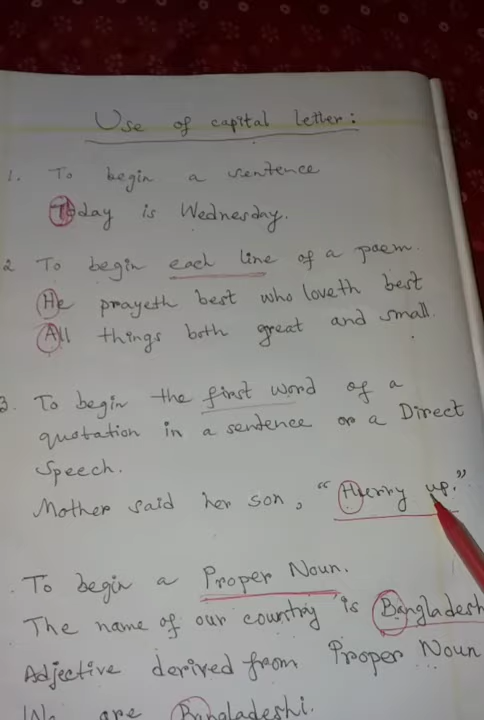 Use of capital letter:
1. To begin a sentence
Today is Wednesday.
2 To begin each line of a poem.
He prayeth best who loveth best
All things both great and small.
3. To begin the first word of a
quotation in a sentence or a Direct
Speech.
Mother said her son, "Hurry up."
. To begin a Proper Noun.
The name of our country is Bangladesh
Adjective derived from Proper Noun
We are Bangladeshi.